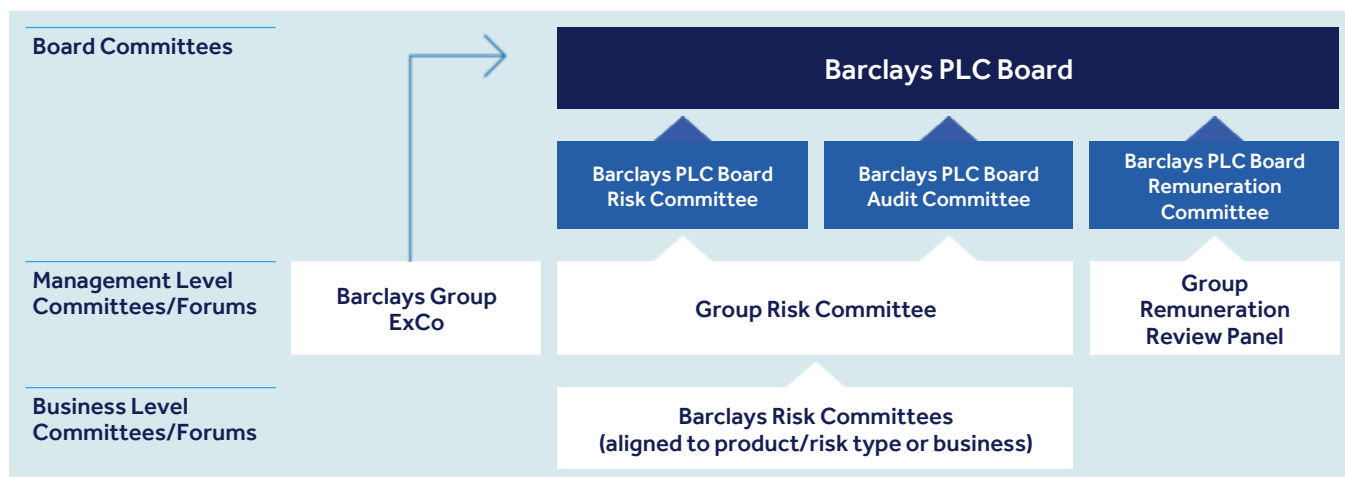 Board Committees
Barclays PLC Board
Barclays PLC Board
Risk Committee
Barclays PLC Board
Audit Committee
Barclays PLC Board
Remuneration
Committee
Management Level
Committees/Forums
Barclays Group
ExCo
Group Risk Committee
Group
Remuneration
Review Panel
Business Level
Committees/Forums
Barclays Risk Committees
(aligned to product/risk type or business)